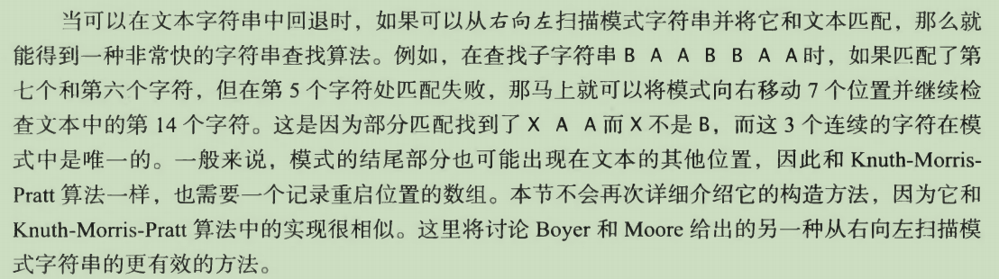 当可以在文本字符串中回退时，如果可以从右向左扫描模式字符串并将它和文本匹配，那么就
能得到一种非常快的字符串查找算法。例如，在查找子字符串 B A A B B A A 时，如果匹配了第
七个和第六个字符，但在第 5 个字符处匹配失败，那马上就可以将模式向右移动 7 个位置并继续检
查文本中的第 14 个字符。这是因为部分匹配找到了 X A A 而 X 不是 B，而这 3 个连续的字符在模
式中是唯一的。一般来说，模式的结尾部分也可能出现在文本的其他位置，因此和 Knuth-Morris-
Pratt 算法一样，也需要一个记录重启位置的数组。本节不会再次详细介绍它的构造方法，因为它和
Knuth-Morris-Pratt 算法中的实现很相似。这里将讨论 Boyer 和 Moore 给出的另一种从右向左扫描模
式字符串的更有效的方法。